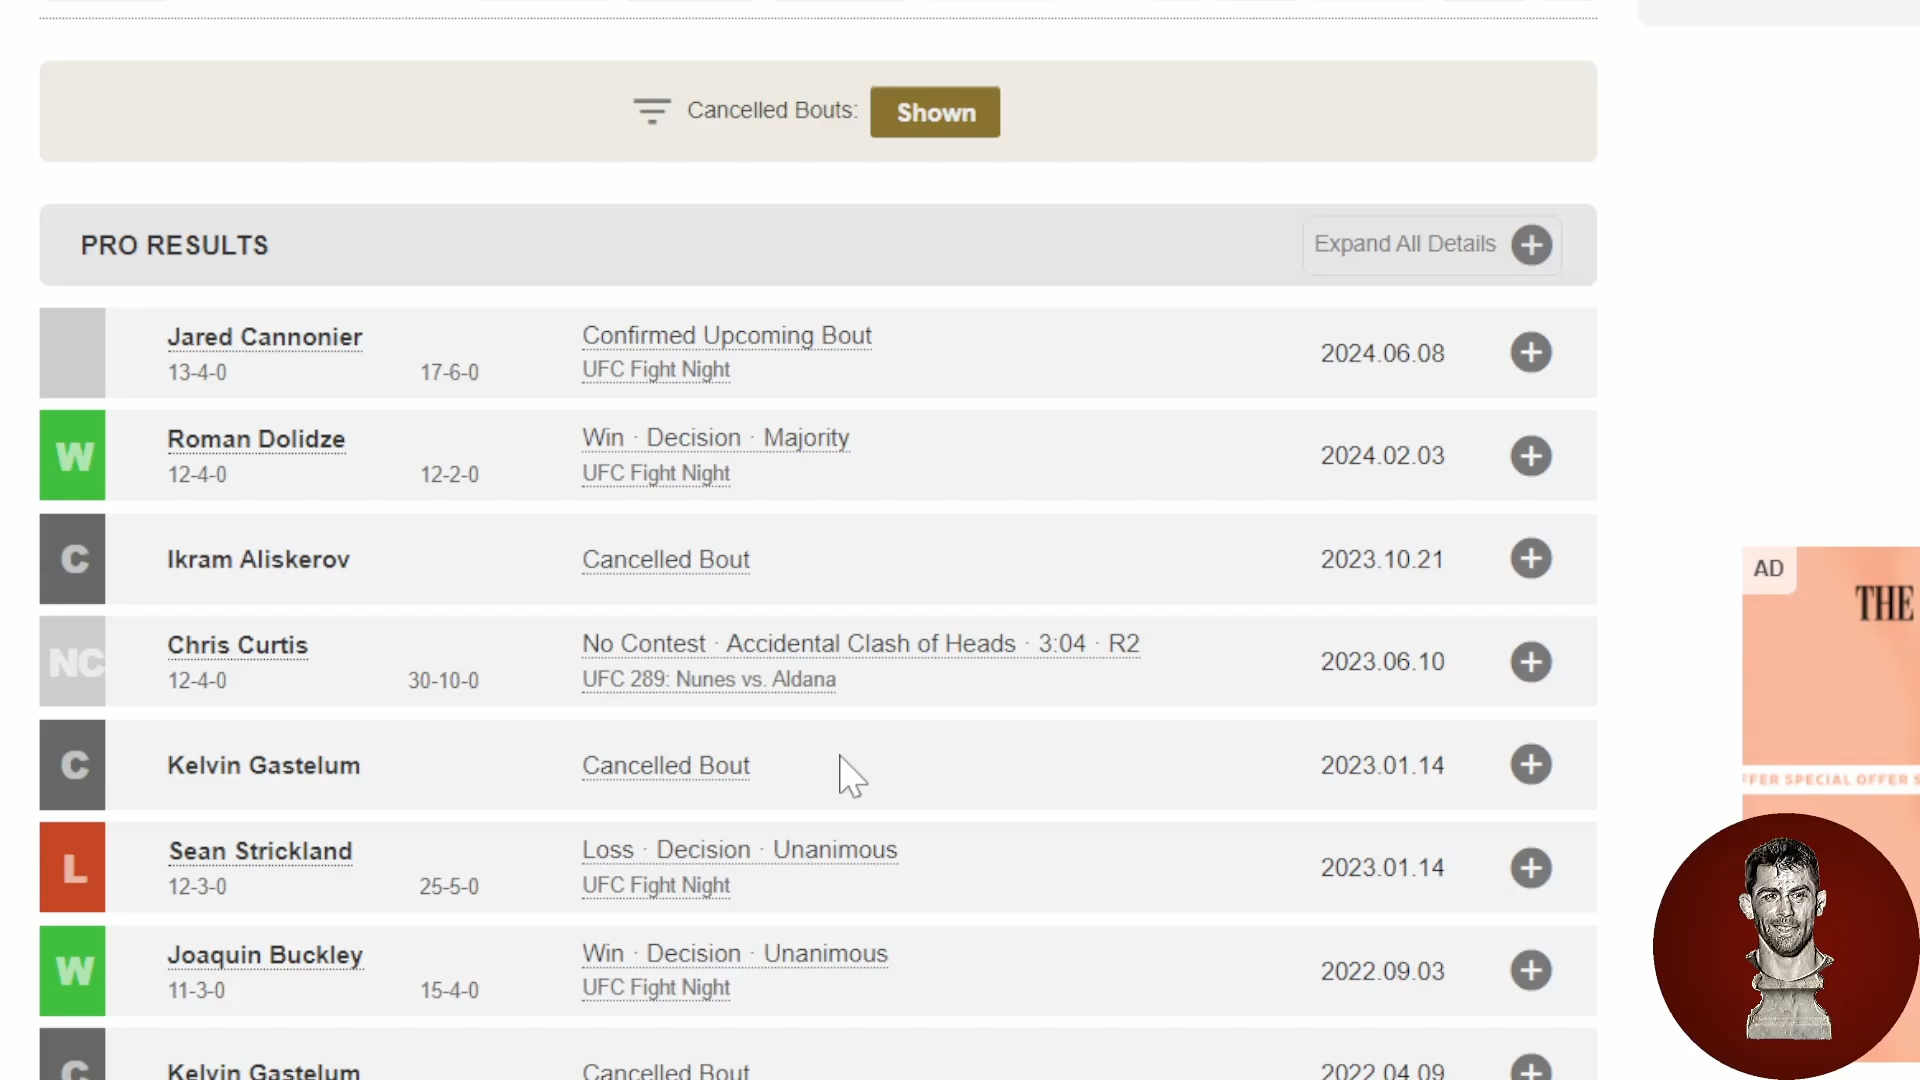 Cancelled Bouts: Shown
PRO RESULTS
Expand All Details
Jared Cannonier
13-4-0 17-6-0
Confirmed Upcoming Bout
UFC Fight Night
2024.06.08
W
Roman Dolidze
12-4-0 12-2-0
Win · Decision · Majority
UFC Fight Night
2024.02.03
C
Ikram Aliskerov
Cancelled Bout
2023.10.21
NC
Chris Curtis
12-4-0 30-10-0
No Contest · Accidental Clash of Heads · 3:04 · R2
UFC 289: Nunes vs. Aldana
2023.06.10
C
Kelvin Gastelum
Cancelled Bout
2023.01.14
L
Sean Strickland
12-3-0 25-5-0
Loss · Decision · Unanimous
UFC Fight Night
2023.01.14
W
Joaquin Buckley
11-3-0 15-4-0
Win · Decision · Unanimous
UFC Fight Night
2022.09.03
C
Kelvin Gastelum
Cancelled Bout
2022.04.09
AD
THE
FFER SPECIAL OFFER S